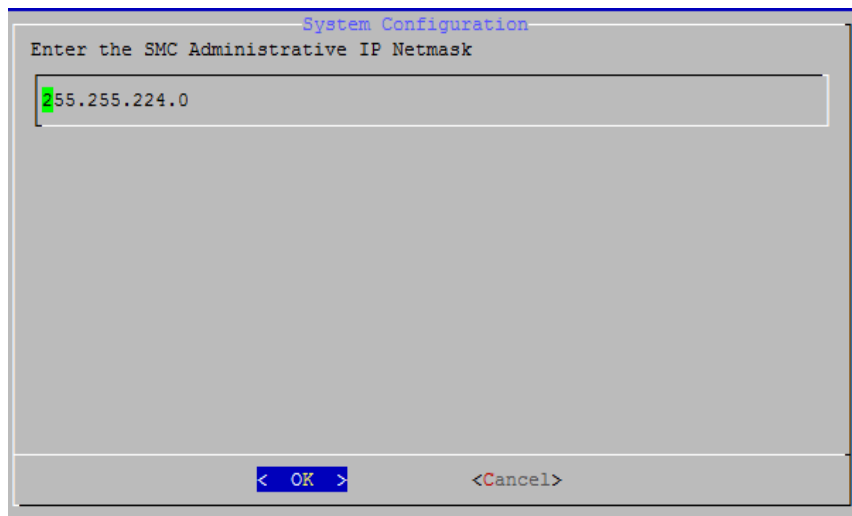 System Configuration
Enter the SMC Administrative IP Netmask
255.255.224.0
< OK > <Cancel>